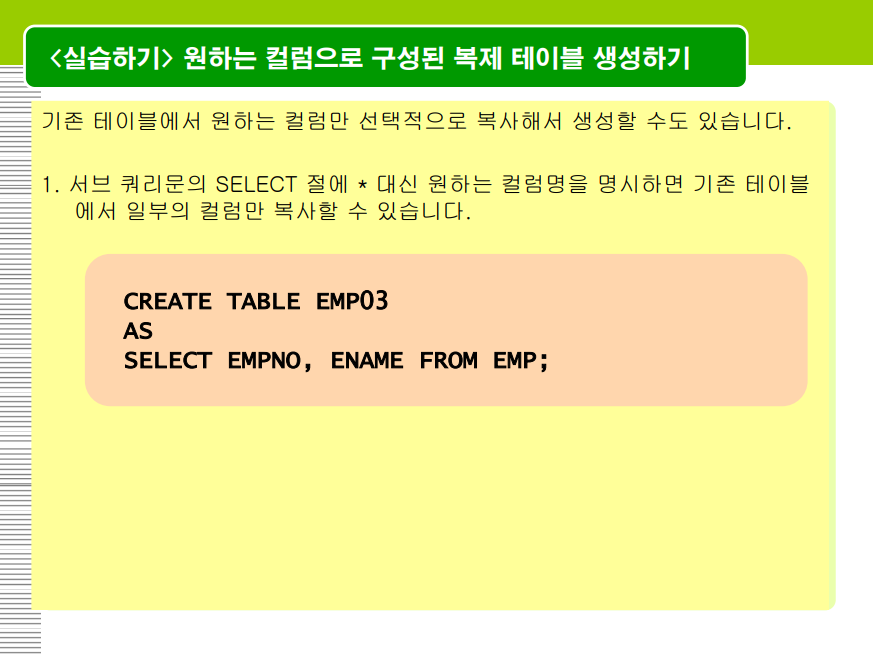 <실습하기> 원하는 컬럼으로 구성된 복제 테이블 생성하기
기존 테이블에서 원하는 컬럼만 선택적으로 복사해서 생성할 수도 있습니다.
1. 서브 쿼리문의 SELECT 절에 * 대신 원하는 컬럼명을 명시하면 기존 테이블
에서 일부의 컬럼만 복사할 수 있습니다.
CREATE TABLE EMP03
AS
SELECT EMPNO, ENAME FROM EMP;